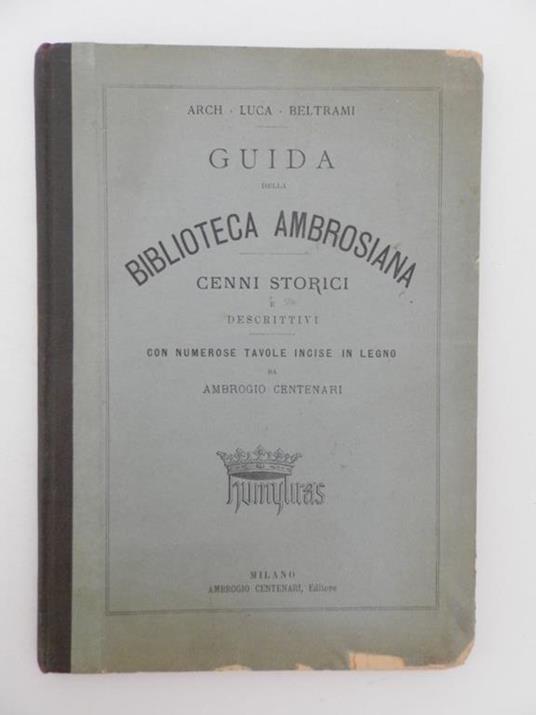 ARCH · LUCA · BELTRAMI
GUIDA
DELLA
BIBLIOTECA AMBROSIANA
CENNI STORICI
E
DESCRITTIVI
CON NUMEROSE TAVOLE INCISE IN LEGNO
DA
AMBROGIO CENTENARI
humylitas
MILANO
AMBROGIO CENTENARI, Editore